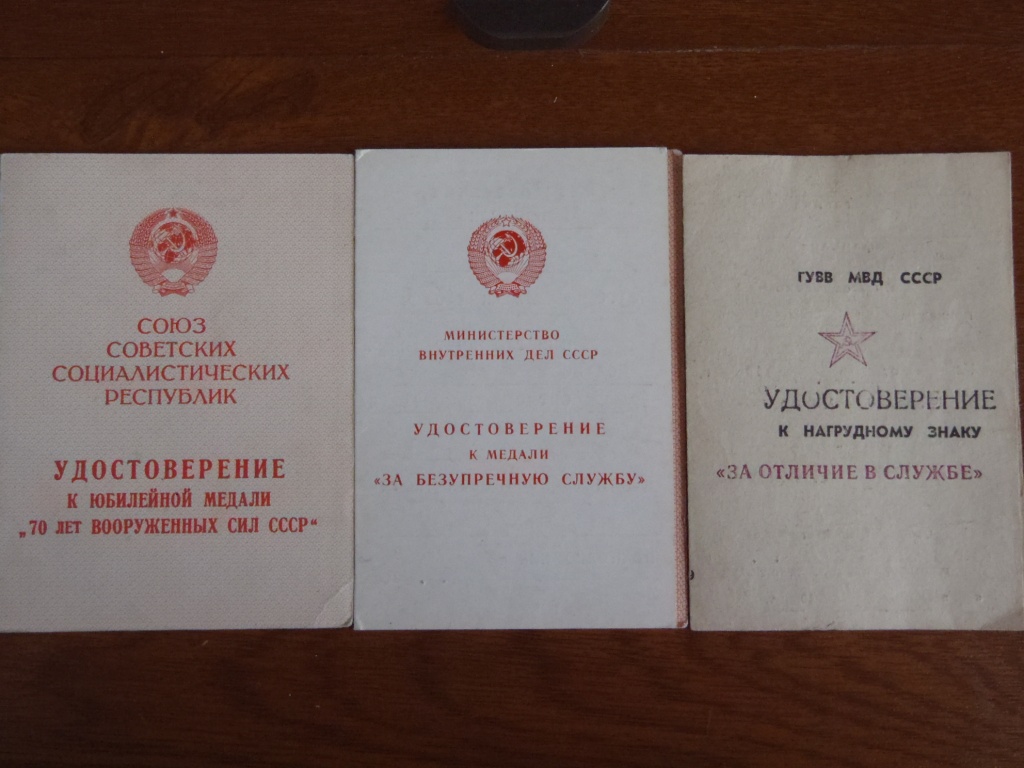 СОЮЗ
СОВЕТСКИХ
СОЦИАЛИСТИЧЕСКИХ
РЕСПУБЛИК
УДОСТОВЕРЕНИЕ
К ЮБИЛЕЙНОЙ МЕДАЛИ
„70 ЛЕТ ВООРУЖЕННЫХ СИЛ СССР“
МИНИСТЕРСТВО
ВНУТРЕННИХ ДЕЛ СССР
УДОСТОВЕРЕНИЕ
К МЕДАЛИ
«ЗА БЕЗУПРЕЧНУЮ СЛУЖБУ»
ГУВВ МВД СССР
УДОСТОВЕРЕНИЕ
К НАГРУДНОМУ ЗНАКУ
«ЗА ОТЛИЧИЕ В СЛУЖБЕ»